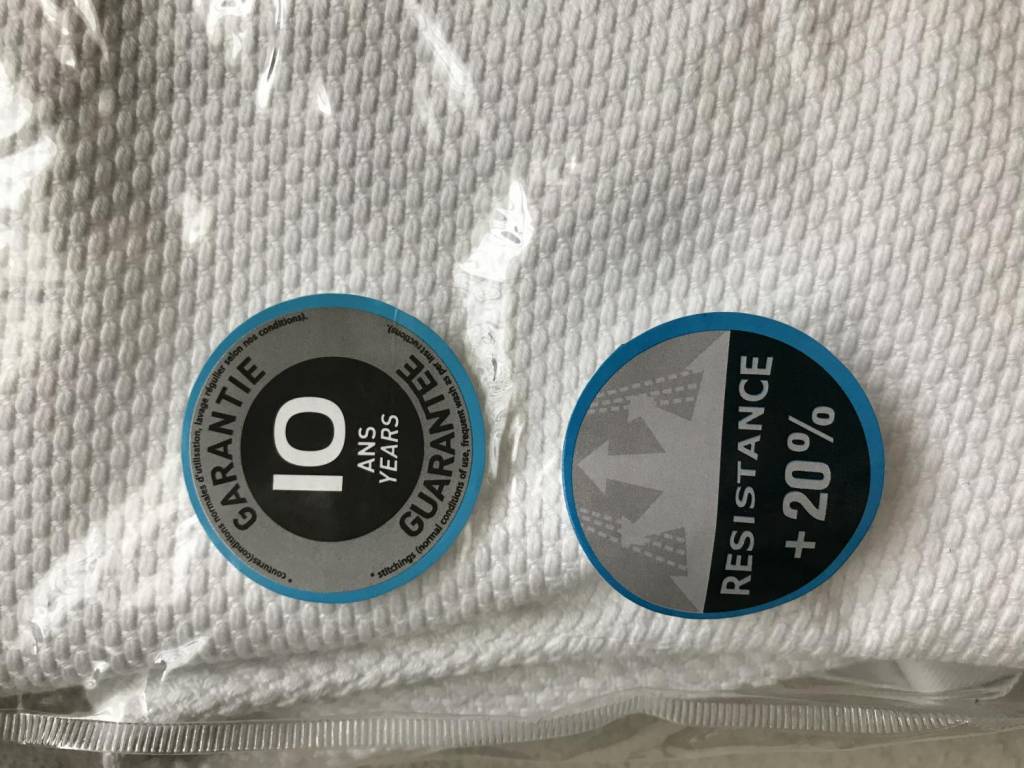 * coutures(conditions normales d'utilisation, lavage régulier selon nos conditions).
GARANTIE
10
ANS
YEARS
GUARANTEE
* stitchings (normal conditions of use, frequent wash as per instructions).
RESISTANCE
+ 20%